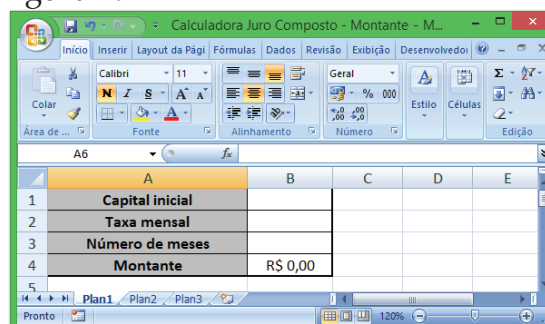 Calculadora Juro Composto - Montante - M...
Início Inserir Layout da Pági Fórmulas Dados Revisão Exibição Desenvolvedor
Calibri 11 Geral Σ
N I S A A % 000
Colar Estilo Células
Área de ... Fonte Alinhamento Número Edição
A6 fx
A B C D E
1 Capital inicial
2 Taxa mensal
3 Número de meses
4 Montante R$ 0,00
5
Plan1 Plan2 Plan3
Pronto 120%